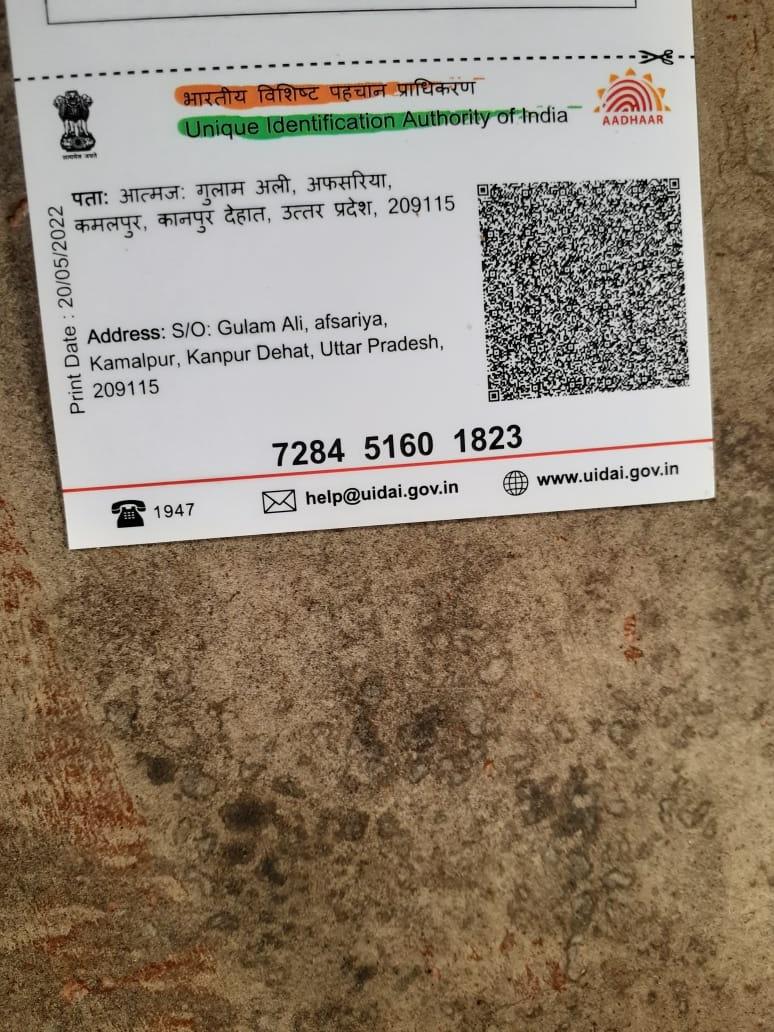 भारतीय विशिष्ट पहचान प्राधिकरण
Unique Identification Authority of India
सत्यमेव जयते
AADHAAR
पताः आत्मजः गुलाम अली, अफसरिया,
कमलपुर, कानपुर देहात, उत्तर प्रदेश, 209115
Print Date : 20/05/2022
Address: S/O: Gulam Ali, afsariya,
Kamalpur, Kanpur Dehat, Uttar Pradesh,
209115
7284 5160 1823
1947 help@uidai.gov.in www.uidai.gov.in